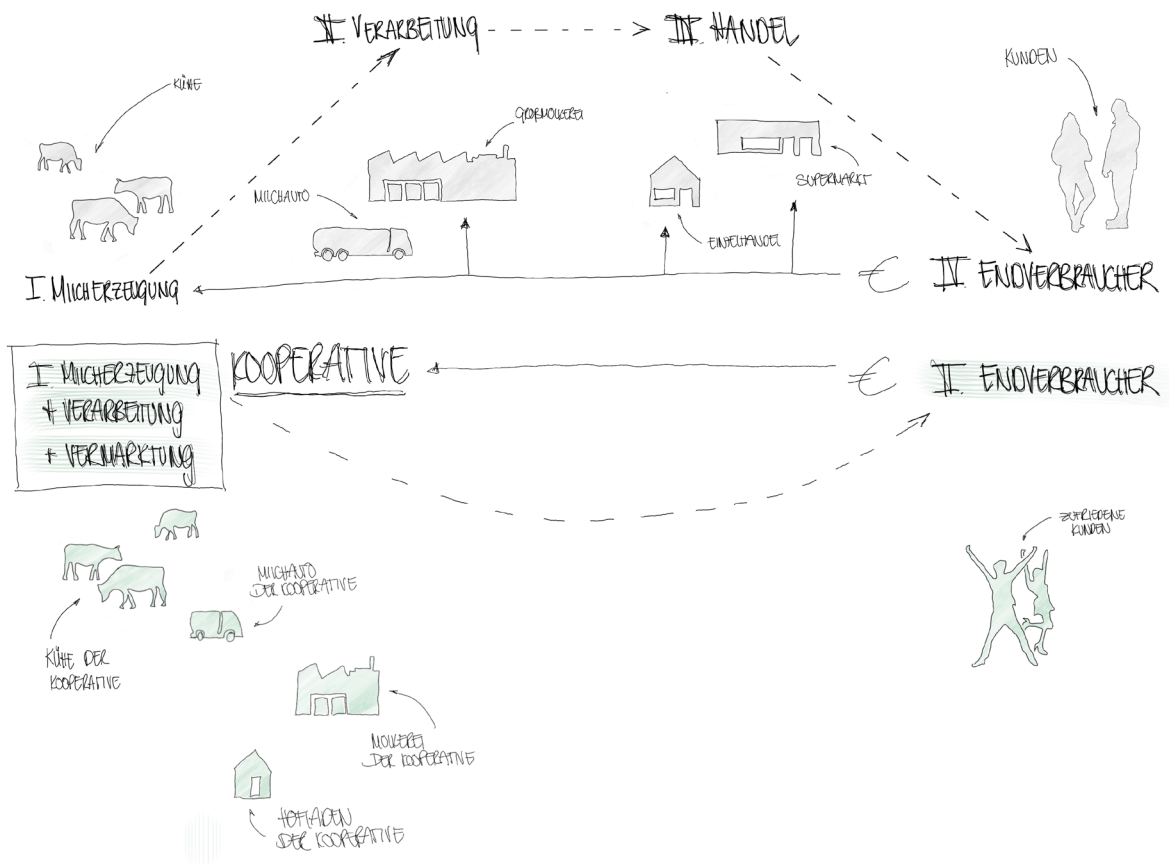 II. VERARBEITUNG
III. HANDEL
KUNDEN
KÜHE
GROßMOLKEREI
MILCHAUTO
SUPERMARKT
EINZELHANDEL
I. MILCHERZEUGUNG
€
IV. ENDVERBRAUCHER
I. MILCHERZEUGUNG
+ VERARBEITUNG
+ VERMARKTUNG
KOOPERATIVE
€
II. ENDVERBRAUCHER
ZUFRIEDENE
KUNDEN
MILCHAUTO
DER KOOPERATIVE
KÜHE DER
KOOPERATIVE
MOLKEREI
DER KOOPERATIVE
HOFLADEN
DER KOOPERATIVE